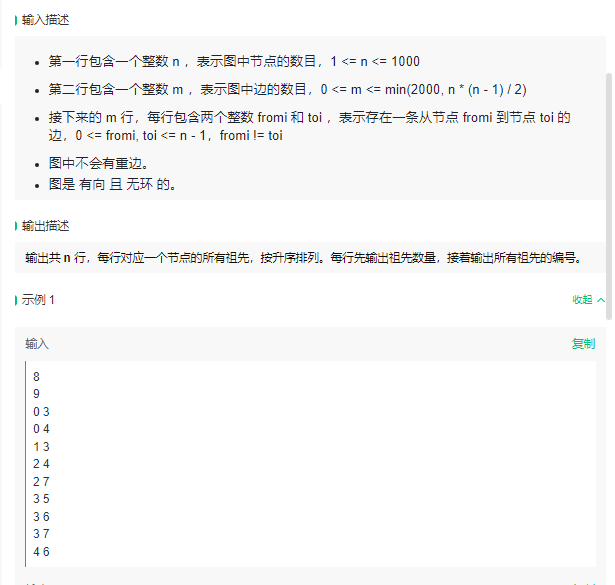 输入描述
第一行包含一个整数 n ，表示图中节点的数目，1 <= n <= 1000
第二行包含一个整数 m ，表示图中边的数目，0 <= m <= min(2000, n * (n - 1) / 2)
接下来的 m 行，每行包含两个整数 fromi 和 toi ，表示存在一条从节点 fromi 到节点 toi 的
边，0 <= fromi, toi <= n - 1，fromi != toi
图中不会有重边。
图是 有向 且 无环 的。
输出描述
输出共 n 行，每行对应一个节点的所有祖先，按升序排列。每行先输出祖先数量，接着输出所有祖先的编号。
示例 1
收起
输入
复制
8
9
0 3
0 4
1 3
2 4
2 7
3 5
3 6
3 7
4 6